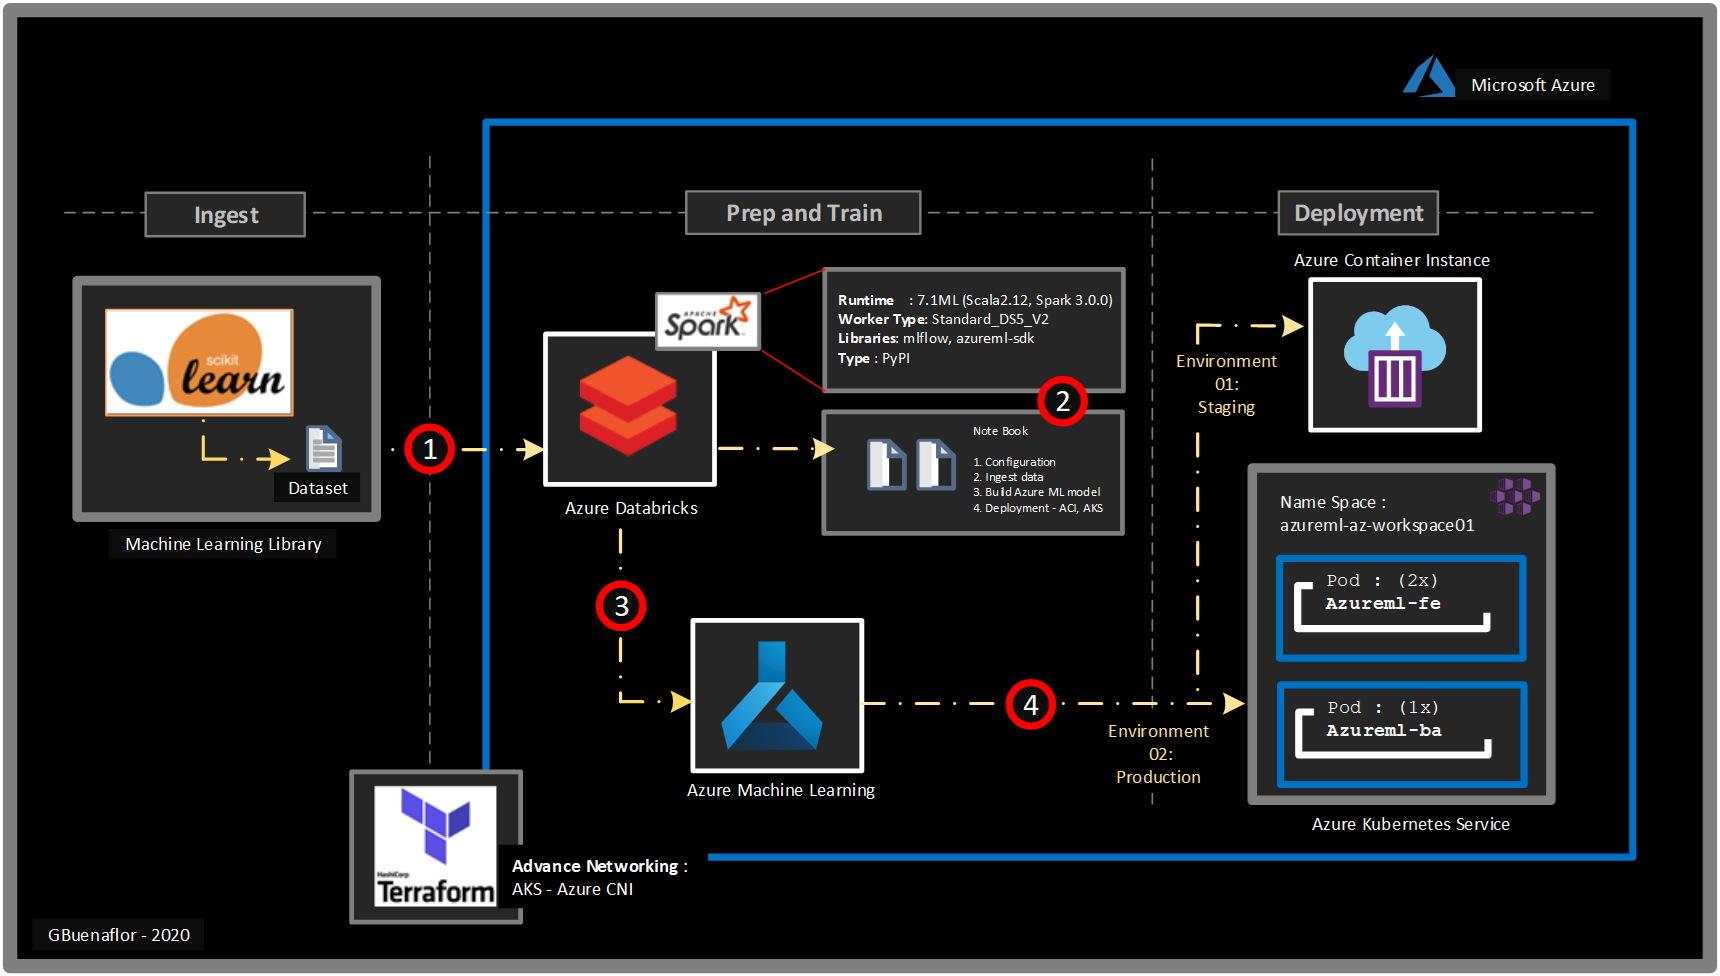 Microsoft Azure
Ingest
Prep and Train
Deployment
scikit
learn
Dataset
Machine Learning Library
1
APACHE
Spark
Azure Databricks
Runtime : 7.1ML (Scala2.12, Spark 3.0.0)
Worker Type: Standard_DS5_V2
Libraries: mlflow, azureml-sdk
Type : PyPI
2
Note Book
1. Configuration
2. Ingest data
3. Build Azure ML model
4. Deployment - ACI, AKS
3
Azure Machine Learning
4
Environment
01:
Staging
Environment
02:
Production
Azure Container Instance
Name Space :
azureml-az-workspace01
Pod : (2x)
Azureml-fe
Pod : (1x)
Azureml-ba
Azure Kubernetes Service
HashiCorp
Terraform
Advance Networking :
AKS - Azure CNI
GBuenaflor - 2020